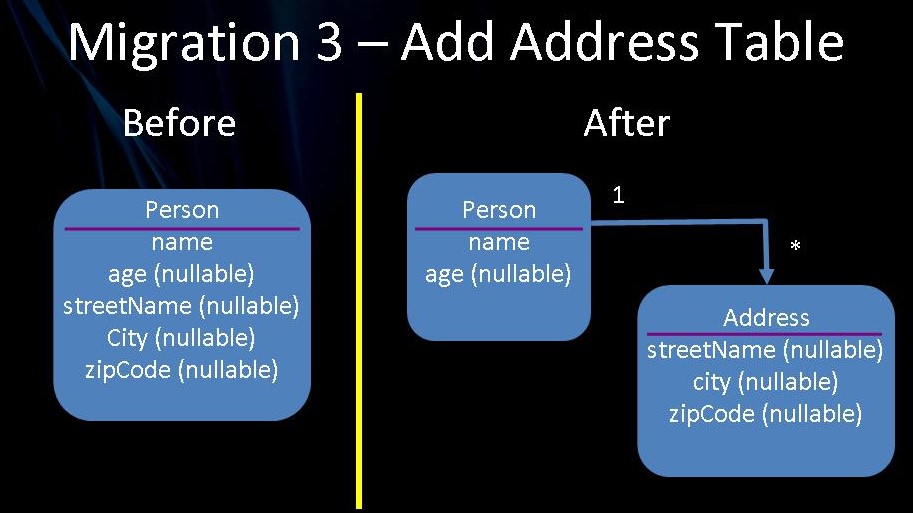 Migration 3 – Add Address Table
Before
Person
name
age (nullable)
streetName (nullable)
City (nullable)
zipCode (nullable)
After
Person
name
age (nullable)
1
*
Address
streetName (nullable)
city (nullable)
zipCode (nullable)